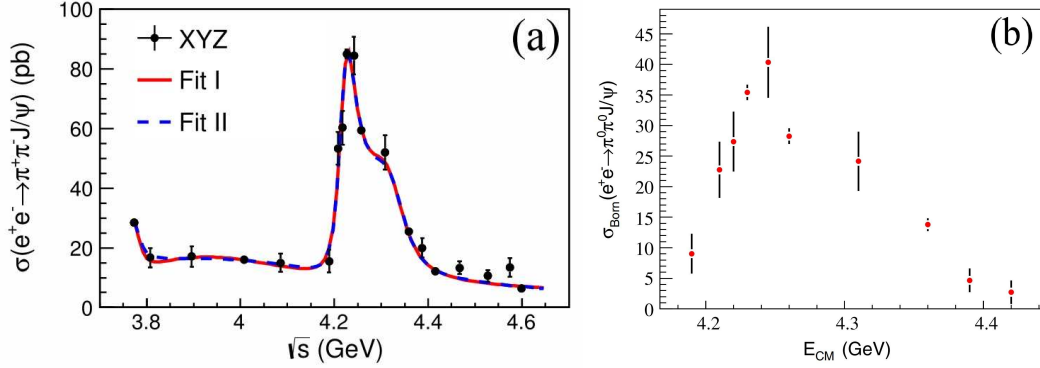 (a)
XYZ
Fit I
Fit II
σ(e⁺e⁻→π⁺π⁻J/ψ) (pb)
100
80
60
40
20
0
3.8
4
4.2
4.4
4.6
√s (GeV)
(b)
σBorn(e⁺e⁻→π⁰π⁰J/ψ)
45
40
35
30
25
20
15
10
5
0
4.2
4.3
4.4
E_CM (GeV)